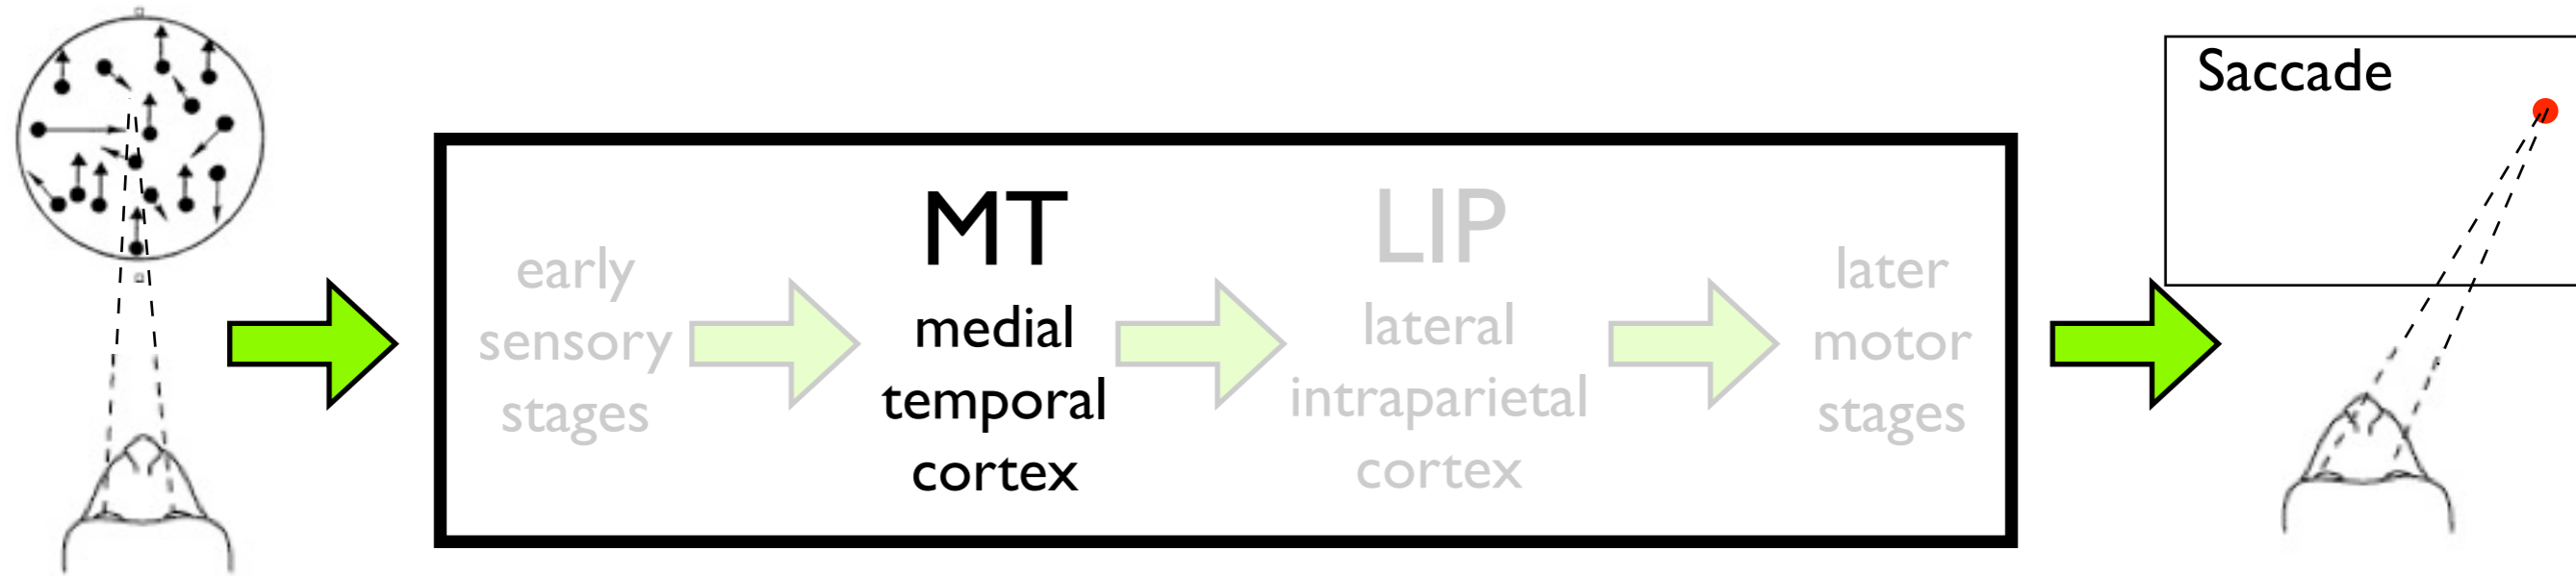 early
sensory
stages
MT
medial
temporal
cortex
LIP
lateral
intraparietal
cortex
later
motor
stages
Saccade